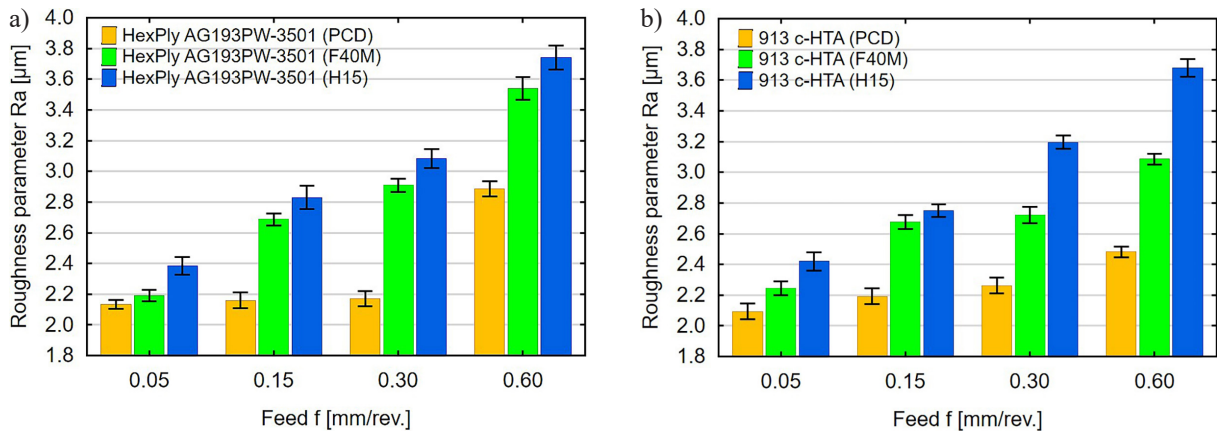 a)
Roughness parameter Ra [µm]
4.0
3.8
3.6
3.4
3.2
3.0
2.8
2.6
2.4
2.2
2.0
1.8
HexPly AG193PW-3501 (PCD)
HexPly AG193PW-3501 (F40M)
HexPly AG193PW-3501 (H15)
0.05 0.15 0.30 0.60
Feed f [mm/rev.]
b)
Roughness parameter Ra [µm]
4.0
3.8
3.6
3.4
3.2
3.0
2.8
2.6
2.4
2.2
2.0
1.8
913 c-HTA (PCD)
913 c-HTA (F40M)
913 c-HTA (H15)
0.05 0.15 0.30 0.60
Feed f [mm/rev.]